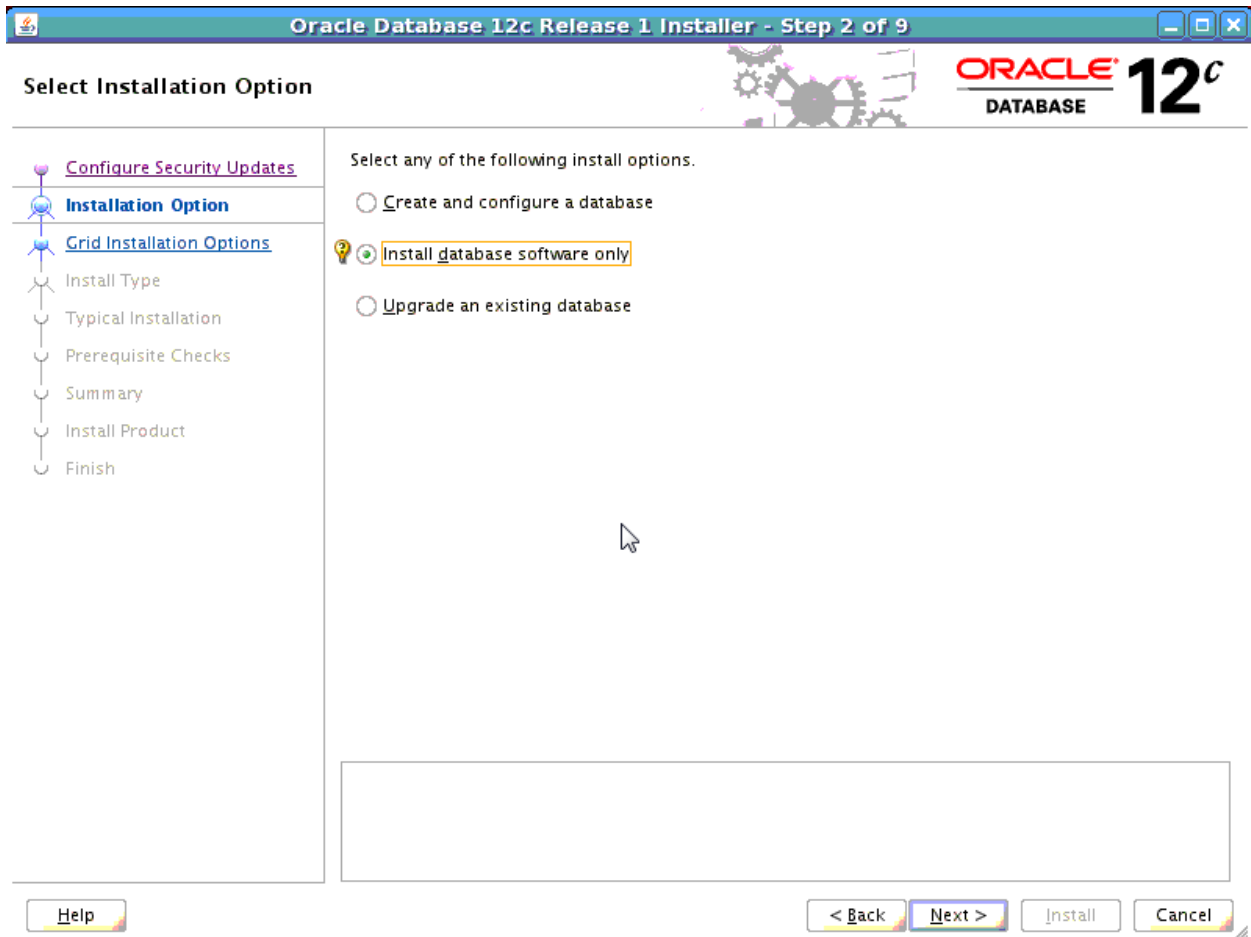 Oracle Database 12c Release 1 Installer - Step 2 of 9
Select Installation Option
ORACLE
DATABASE
12c
Configure Security Updates
Installation Option
Grid Installation Options
Install Type
Typical Installation
Prerequisite Checks
Summary
Install Product
Finish
Select any of the following install options.
Create and configure a database
Install database software only
Upgrade an existing database
Help
< Back
Next >
Install
Cancel